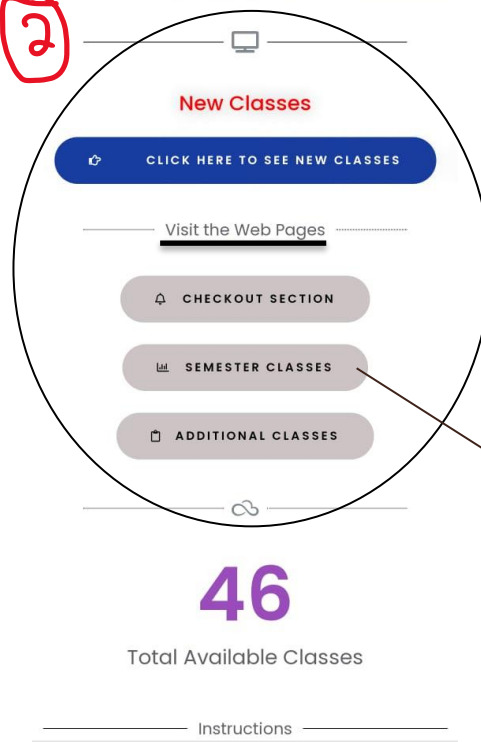 2
New Classes
CLICK HERE TO SEE NEW CLASSES
Visit the Web Pages
CHECKOUT SECTION
SEMESTER CLASSES
ADDITIONAL CLASSES
46
Total Available Classes
Instructions